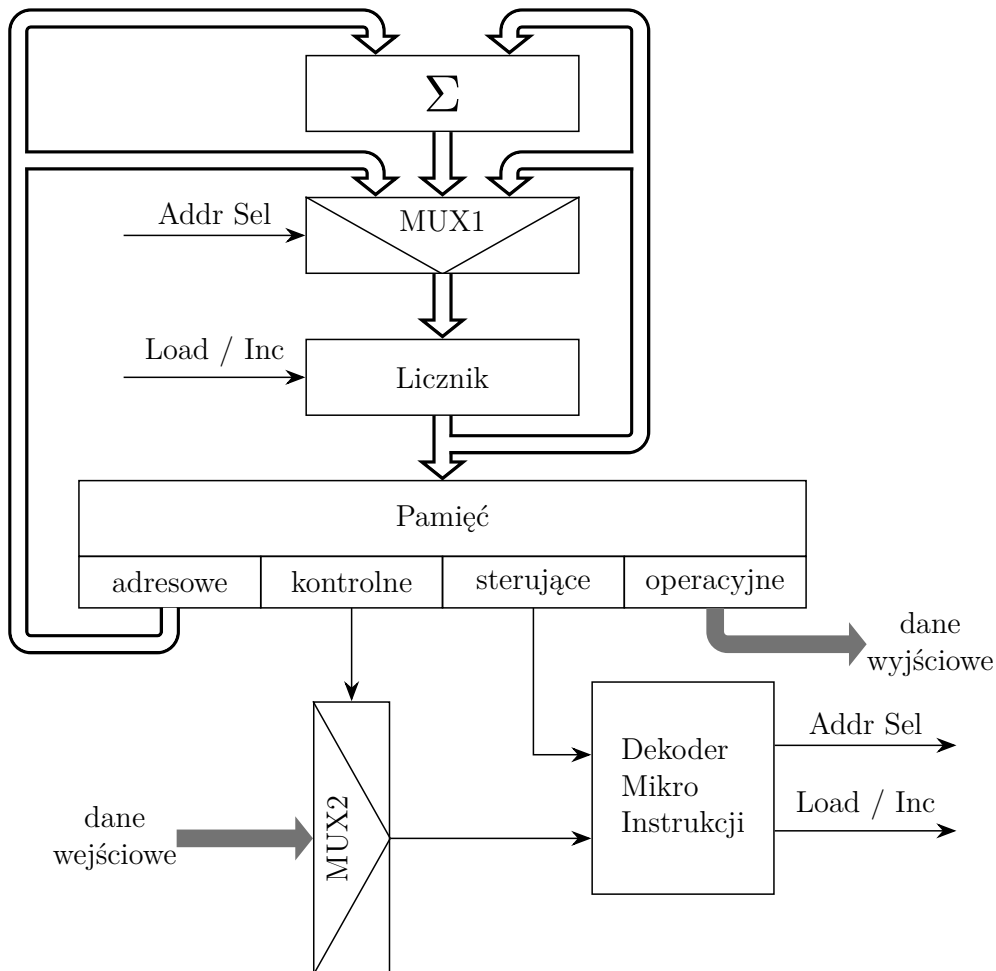 Σ
MUX1
Addr Sel
Load / Inc
Licznik
Pamięć
adresowe
kontrolne
sterujące
operacyjne
dane
wyjściowe
Addr Sel
Dekoder
Mikro
Instrukcji
Load / Inc
dane
wejściowe
MUX2